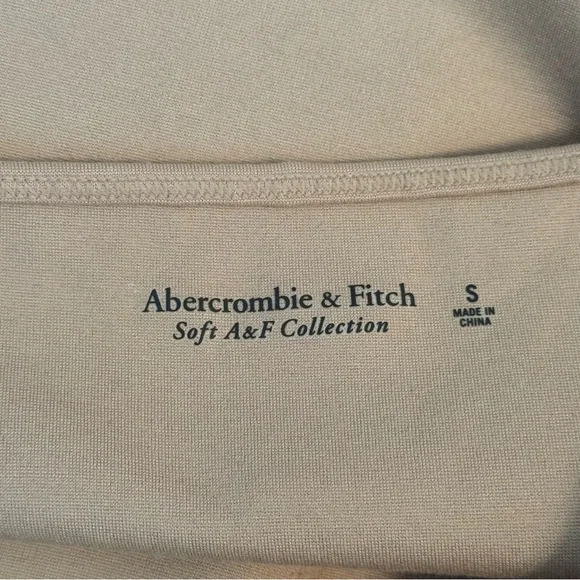 Abercrombie & Fitch
Soft A&F Collection
S
MADE IN
CHINA